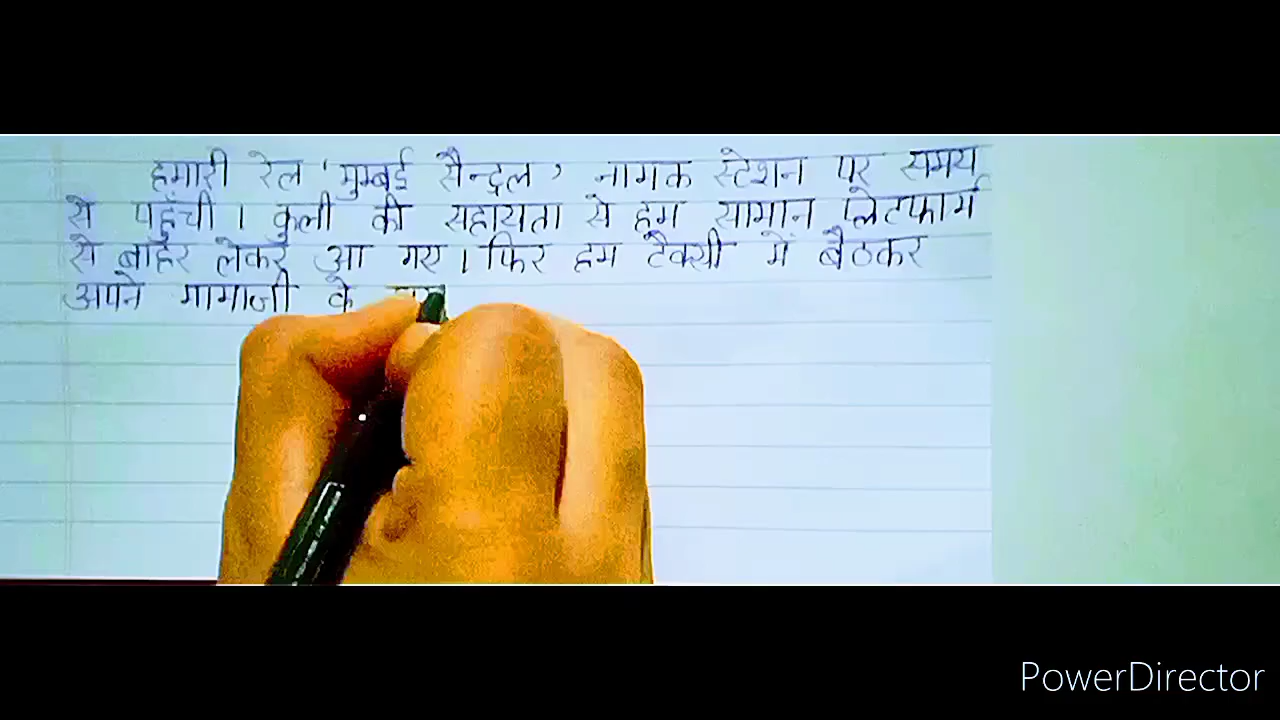 हमारी रेल 'मुम्बई सैन्ट्रल' नामक स्टेशन पर समय
से पहुँची । कुली की सहायता से हम सामान प्लेटफार्म
से बाहर लेकर आ गए । फिर हम टैक्सी में बैठकर
अपने मामाजी के
PowerDirector